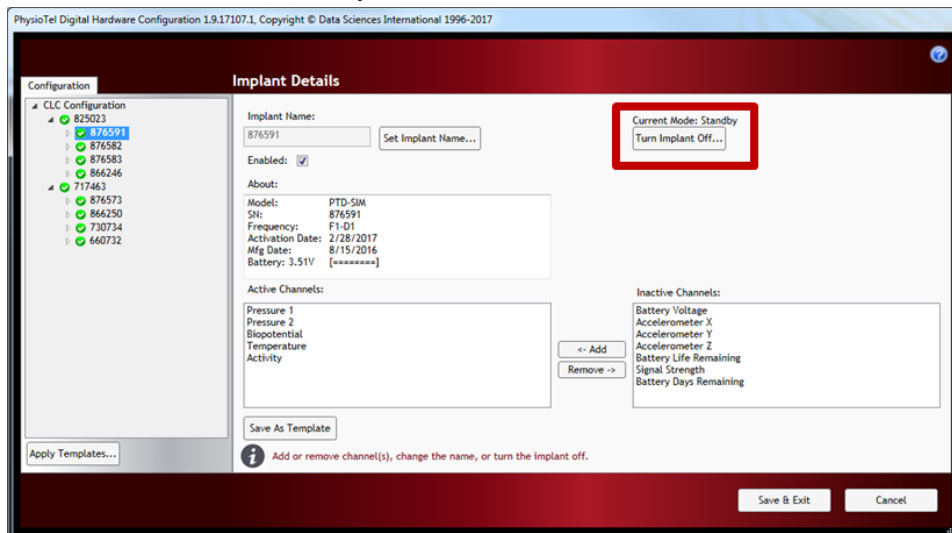 PhysioTel Digital Hardware Configuration 1.9.17107.1, Copyright © Data Sciences International 1996-2017
Configuration
Implant Details
CLC Configuration
825023
876591
876582
876583
866246
717463
876573
866250
730734
660732
Apply Templates...
Implant Name:
876591
Set Implant Name...
Current Mode: Standby
Turn Implant Off...
Enabled:
About:
Model: PTD-SIM
SN: 876591
Frequency: F1-D1
Activation Date: 2/28/2017
Mfg Date: 8/15/2016
Battery: 3.51V [========]
Active Channels:
Pressure 1
Pressure 2
Biopotential
Temperature
Activity
<- Add
Remove ->
Inactive Channels:
Battery Voltage
Accelerometer X
Accelerometer Y
Accelerometer Z
Battery Life Remaining
Signal Strength
Battery Days Remaining
Save As Template
Add or remove channel(s), change the name, or turn the implant off.
Save & Exit
Cancel